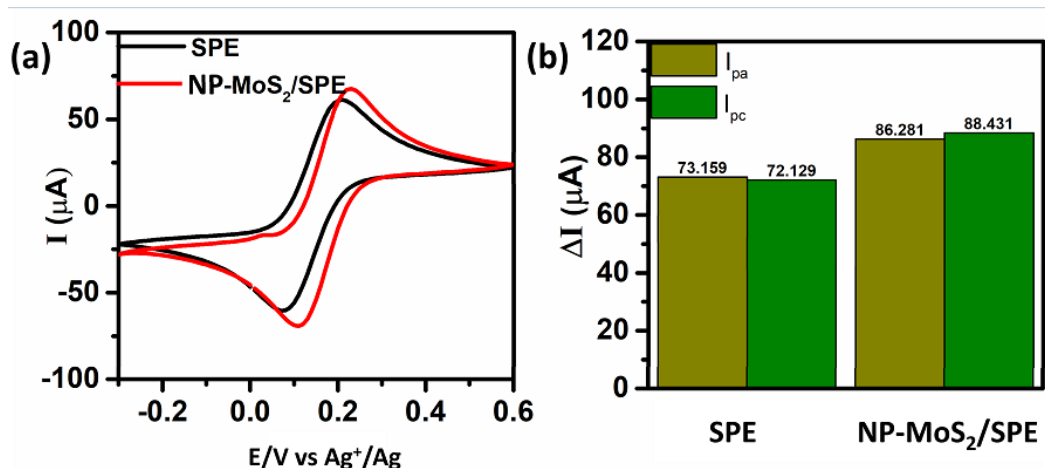 (a)
SPE
NP-MoS₂/SPE
100
50
0
-50
-100
I (μA)
-0.2
0.0
0.2
0.4
0.6
E/V vs Ag⁺/Ag
(b)
Iₚₐ
Iₚ꜀
120
100
80
60
40
20
0
ΔI (μA)
73.159
72.129
86.281
88.431
SPE
NP-MoS₂/SPE